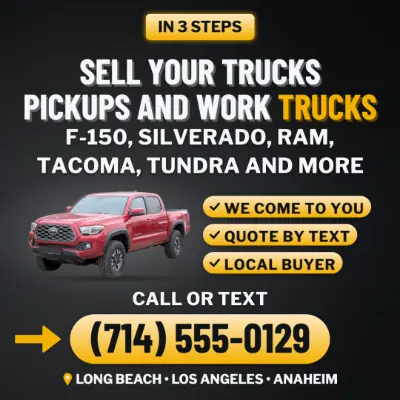 IN 3 STEPS
SELL YOUR TRUCKS
PICKUPS AND WORK TRUCKS
F-150, SILVERADO, RAM,
TACOMA, TUNDRA AND MORE
✓ WE COME TO YOU
✓ QUOTE BY TEXT
✓ LOCAL BUYER
CALL OR TEXT
(714) 555-0129
LONG BEACH • LOS ANGELES • ANAHEIM